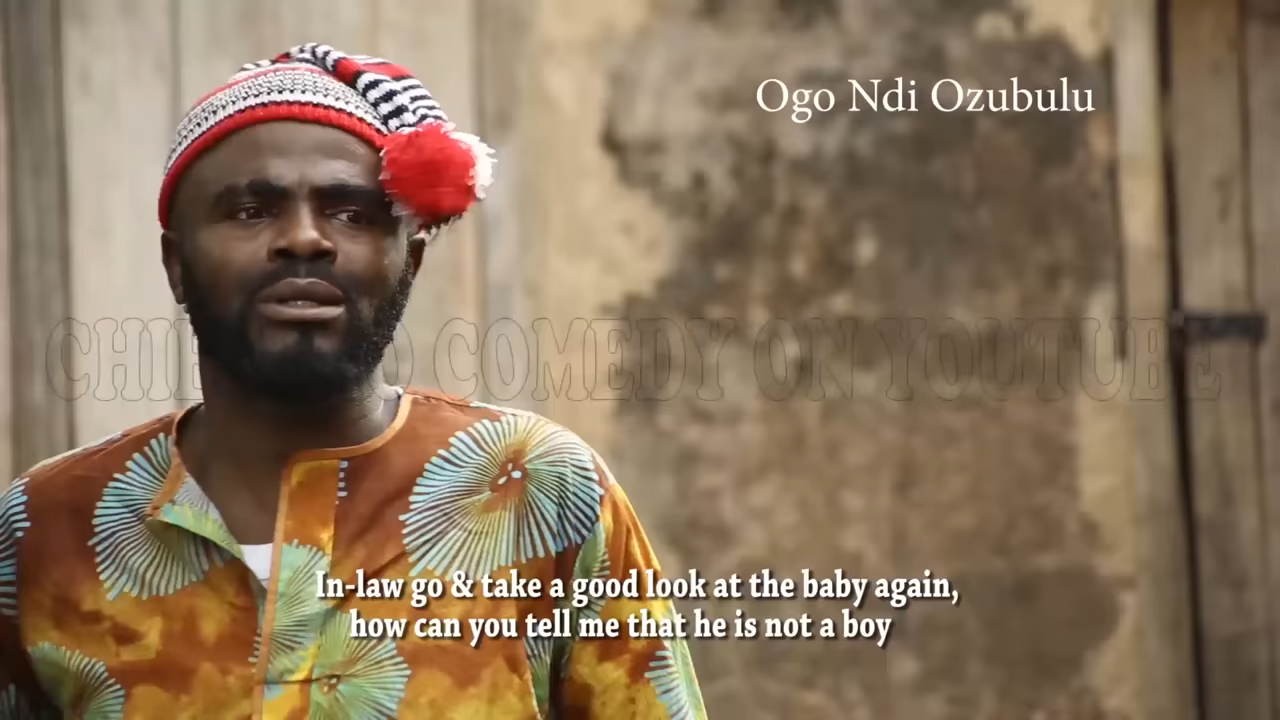 Ogo Ndi Ozubulu
COMEDY ON YOUTUBE
In-law go & take a good look at the baby again,
how can you tell me that he is not a boy